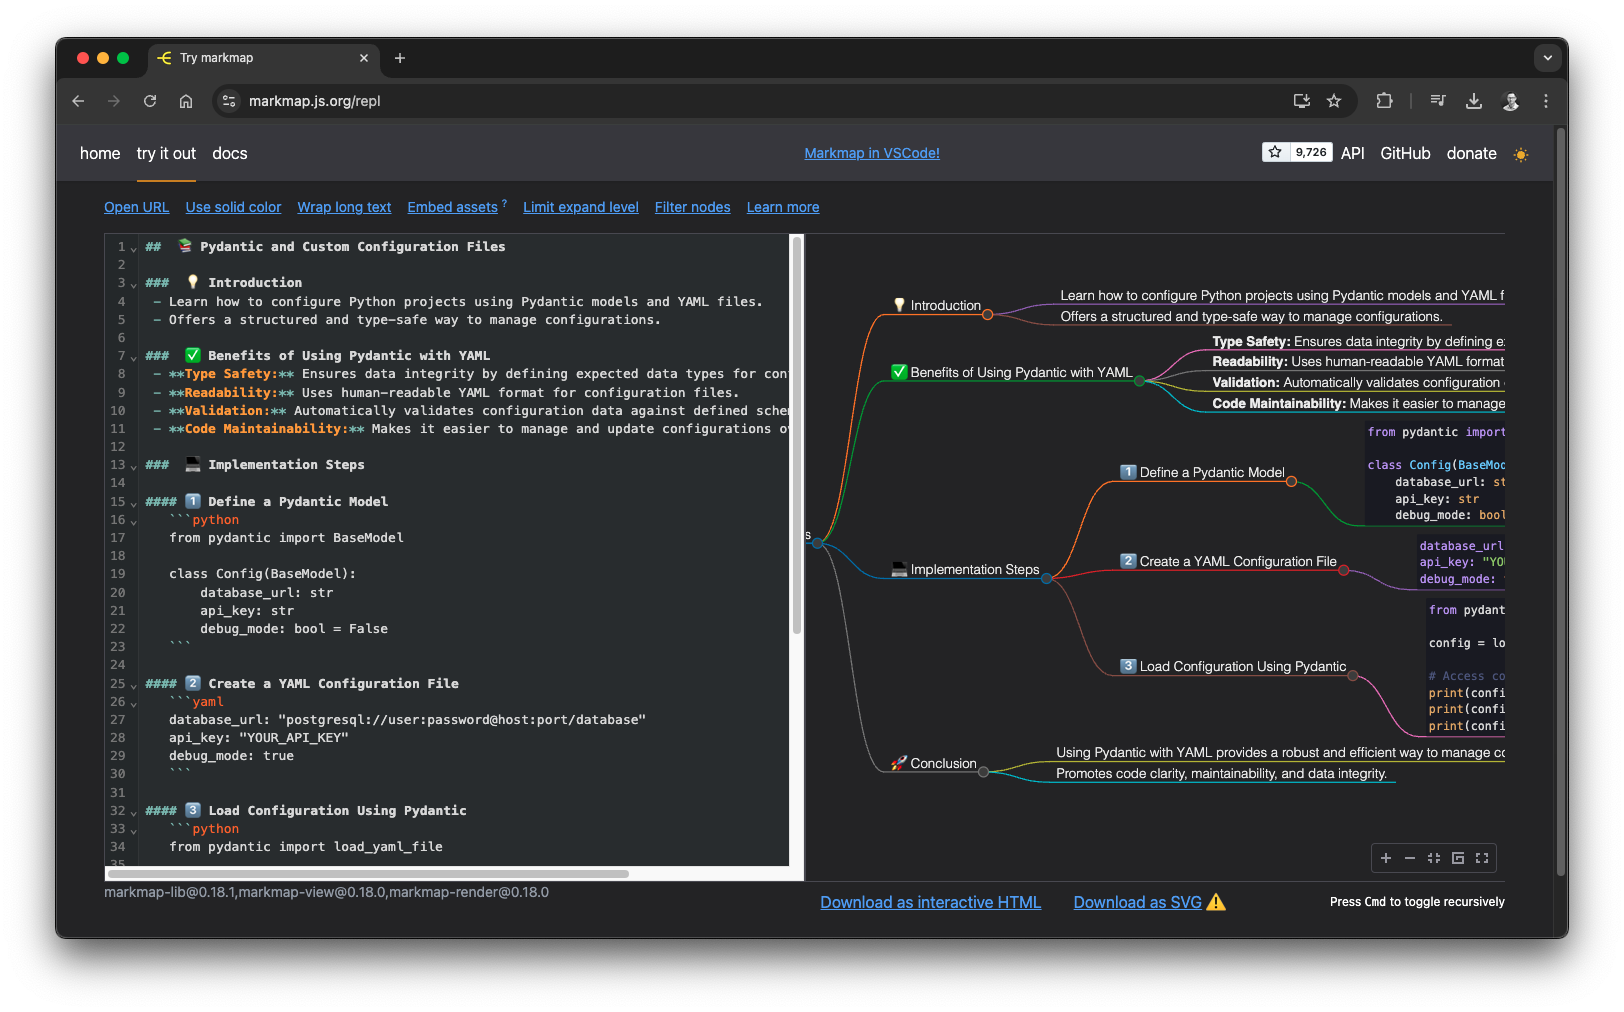 Try markmap
markmap.js.org/repl
home try it out docs
Markmap in VSCode!
9,726 API GitHub donate
Open URL Use solid color Wrap long text Embed assets ? Limit expand level Filter nodes Learn more
1 ## 📚 Pydantic and Custom Configuration Files
2
3 ### 💡 Introduction
4 - Learn how to configure Python projects using Pydantic models and YAML files.
5 - Offers a structured and type-safe way to manage configurations.
6
7 ### ✅ Benefits of Using Pydantic with YAML
8 - **Type Safety:** Ensures data integrity by defining expected data types for con
9 - **Readability:** Uses human-readable YAML format for configuration files.
10 - **Validation:** Automatically validates configuration data against defined sche
11 - **Code Maintainability:** Makes it easier to manage and update configurations o
12
13 ### 💻 Implementation Steps
14
15 #### 1️⃣ Define a Pydantic Model
16 ```python
17 from pydantic import BaseModel
18
19 class Config(BaseModel):
20 database_url: str
21 api_key: str
22 debug_mode: bool = False
23 ```
24
25 #### 2️⃣ Create a YAML Configuration File
26 ```yaml
27 database_url: "postgresql://user:password@host:port/database"
28 api_key: "YOUR_API_KEY"
29 debug_mode: true
30 ```
31
32 #### 3️⃣ Load Configuration Using Pydantic
33 ```python
34 from pydantic import load_yaml_file
35
markmap-lib@0.18.1,markmap-view@0.18.0,markmap-render@0.18.0
s
💡 Introduction
Learn how to configure Python projects using Pydantic models and YAML f
Offers a structured and type-safe way to manage configurations.
✅ Benefits of Using Pydantic with YAML
Type Safety: Ensures data integrity by defining e
Readability: Uses human-readable YAML format
Validation: Automatically validates configuration
Code Maintainability: Makes it easier to manage
💻 Implementation Steps
1️⃣ Define a Pydantic Model
from pydantic import
class Config(BaseMod
database_url: st
api_key: str
debug_mode: bool
2️⃣ Create a YAML Configuration File
database_url
api_key: "YOU
debug_mode:
3️⃣ Load Configuration Using Pydantic
from pydant
config = lo
# Access co
print(confi
print(confi
print(confi
🚀 Conclusion
Using Pydantic with YAML provides a robust and efficient way to manage co
Promotes code clarity, maintainability, and data integrity.
Download as interactive HTML Download as SVG ⚠️
Press Cmd to toggle recursively